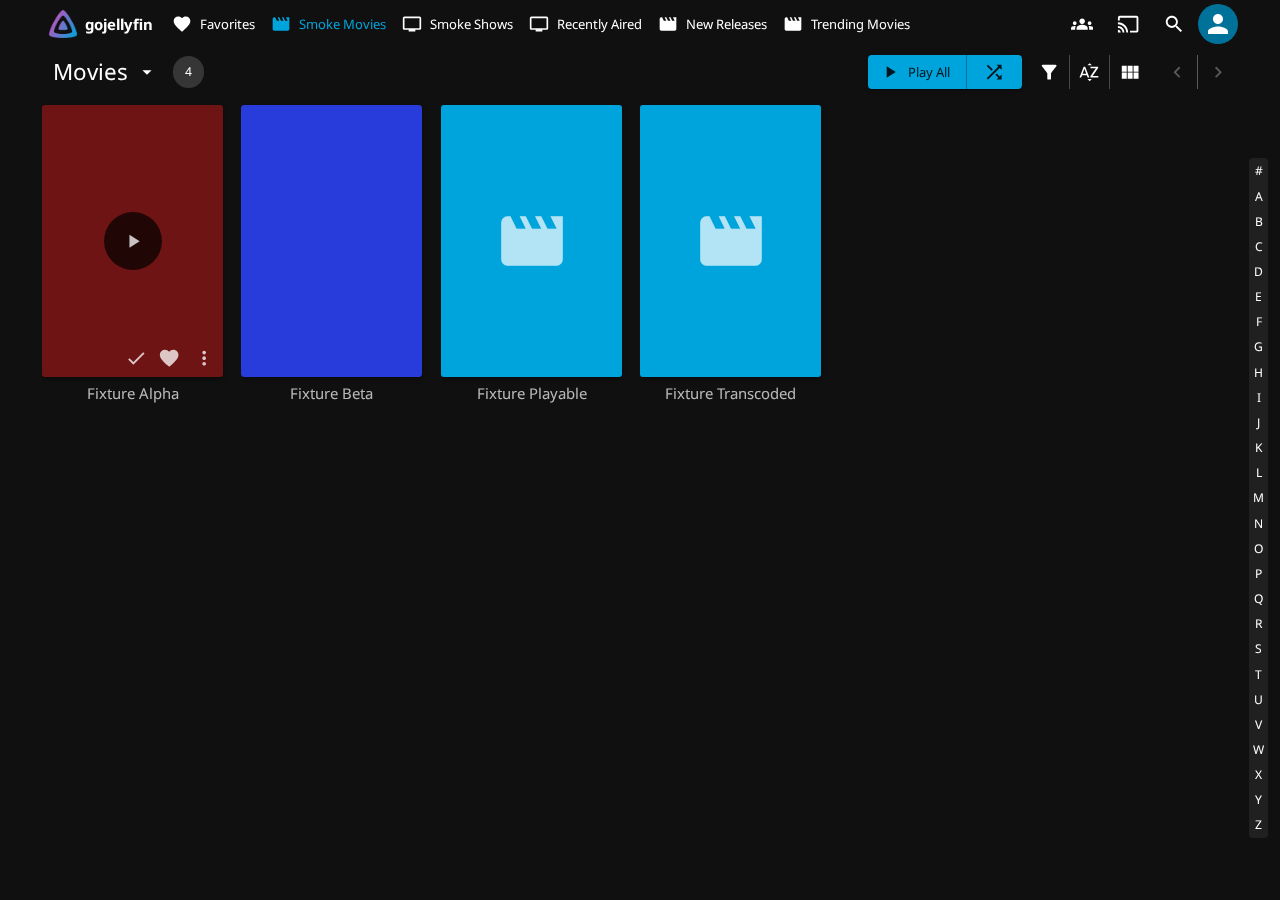 gojellyfin Favorites Smoke Movies Smoke Shows Recently Aired New Releases Trending Movies
Movies 4 Play All AZ
Fixture Alpha Fixture Beta Fixture Playable Fixture Transcoded
#
A
B
C
D
E
F
G
H
I
J
K
L
M
N
O
P
Q
R
S
T
U
V
W
X
Y
Z